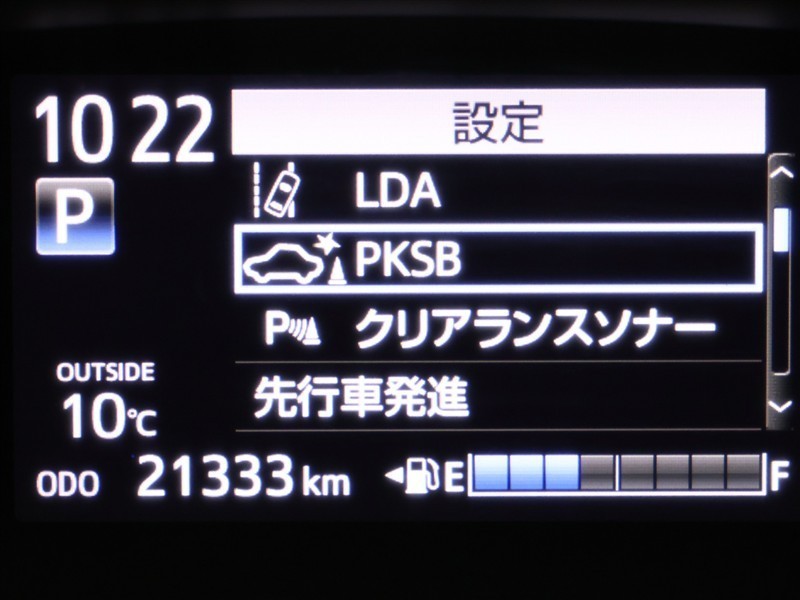 10 22
設定
P
LDA
PKSB
P クリアランスソナー
先行車発進
OUTSIDE
10℃
ODO 21333 km
E F